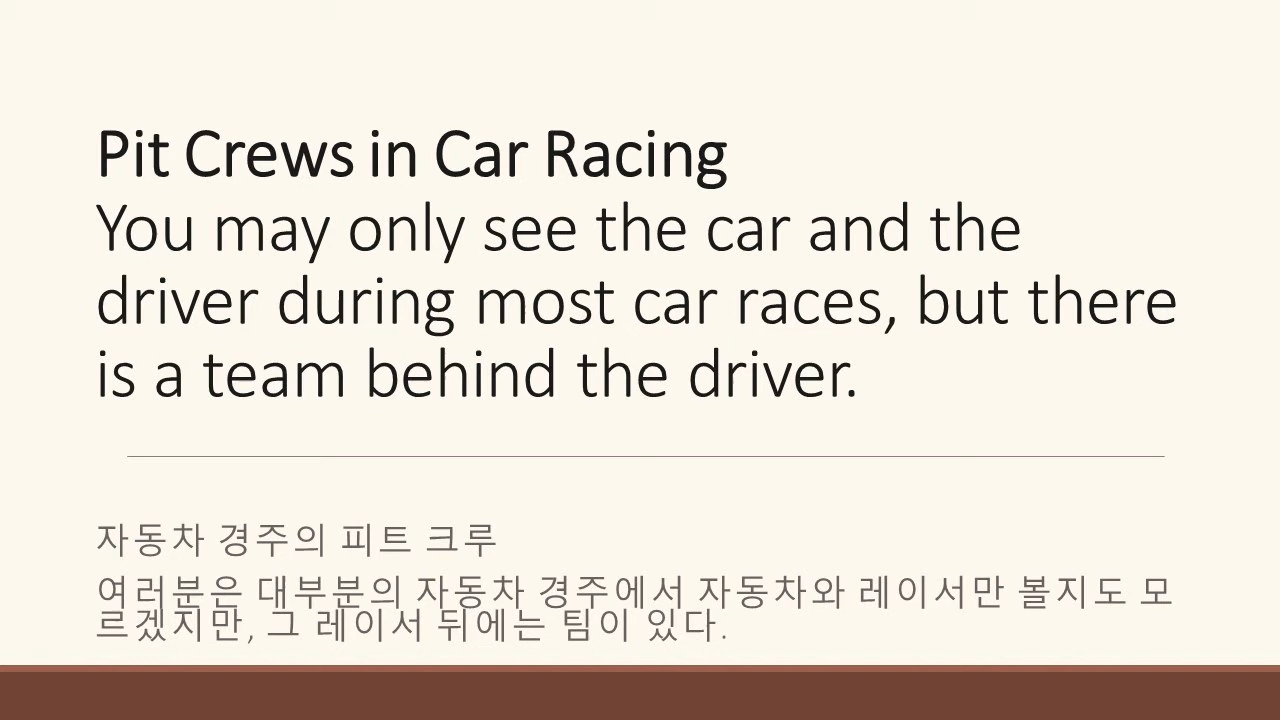 Pit Crews in Car Racing
You may only see the car and the
driver during most car races, but there
is a team behind the driver.
자동차 경주의 피트 크루
여러분은 대부분의 자동차 경주에서 자동차와 레이서만 볼지도 모
르겠지만, 그 레이서 뒤에는 팀이 있다.